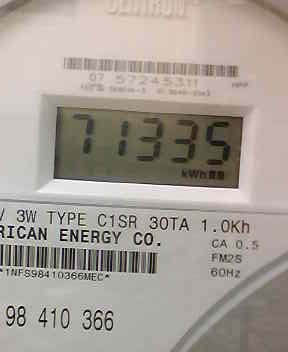 CENTRON
07 57245311
71335
kWh
V 3W TYPE C1SR 30TA 1.0Kh
RICAN ENERGY CO.
CA 0.5
FM2S
60Hz
*1NFS98410366MEC*
98 410 366